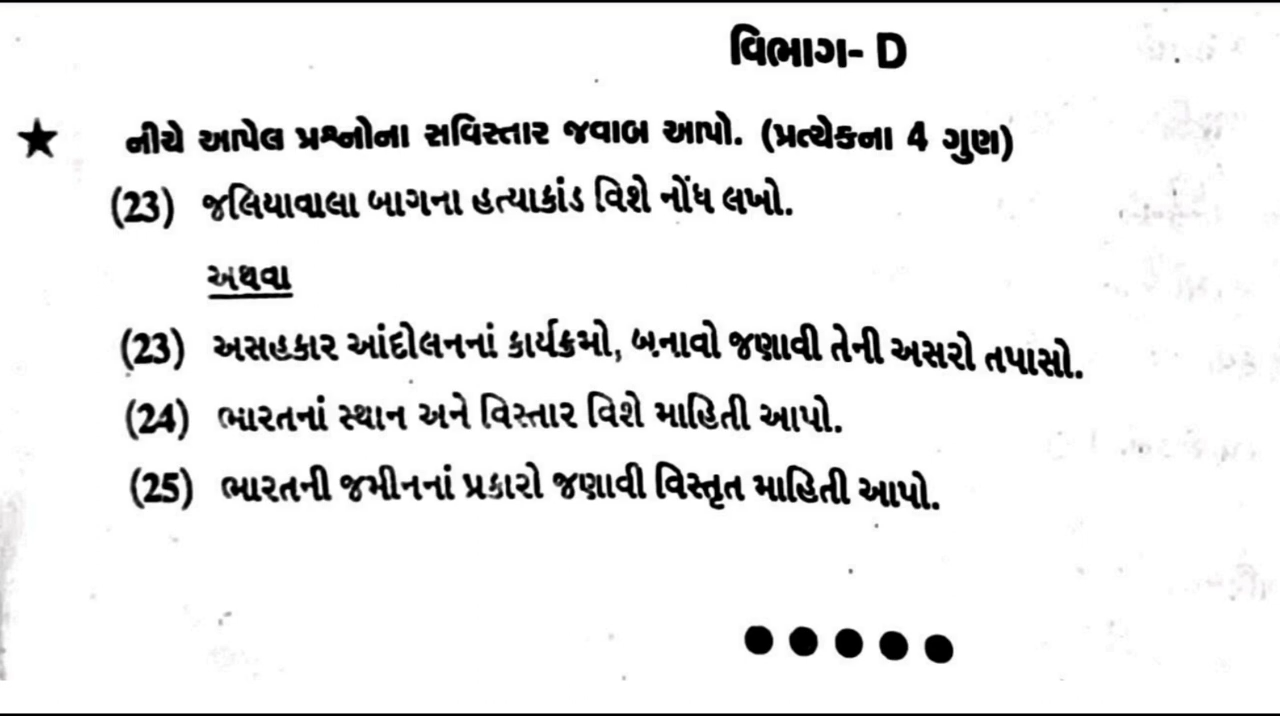 વિભાગ- D
★ નીચે આપેલ પ્રશ્નોના સવિસ્તાર જવાબ આપો. (પ્રત્યેકના 4 ગુણ)
(23) જલિયાવાલા બાગના હત્યાકાંડ વિશે નોંધ લખો.
અથવા
(23) અસહકાર આંદોલનનાં કાર્યક્રમો, બનાવો જણાવી તેની અસરો તપાસો.
(24) ભારતનાં સ્થાન અને વિસ્તાર વિશે માહિતી આપો.
(25) ભારતની જમીનનાં પ્રકારો જણાવી વિસ્તૃત માહિતી આપો.